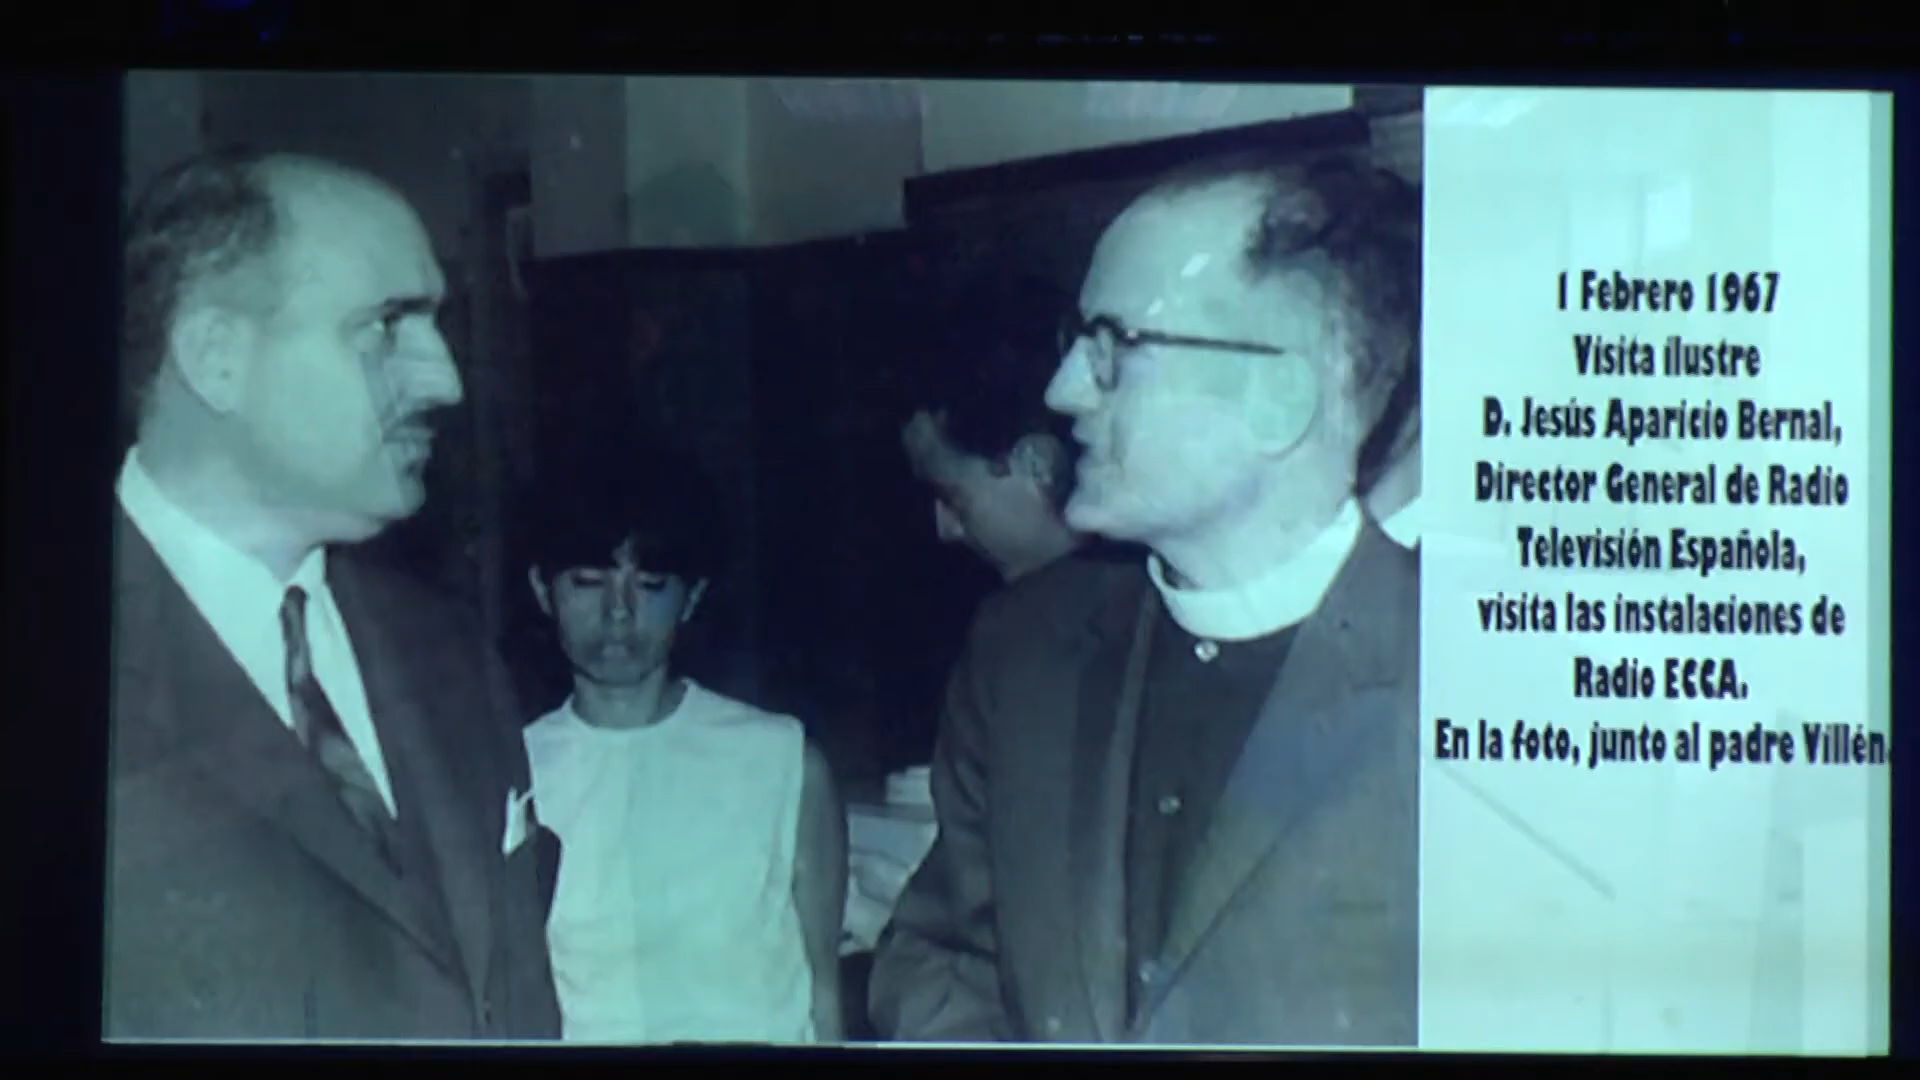 1 Febrero 1967
Visita ilustre
D. Jesús Aparicio Bernal,
Director General de Radio
Televisión Española,
visita las instalaciones de
Radio ECCA.
En la foto, junto al padre Villén.